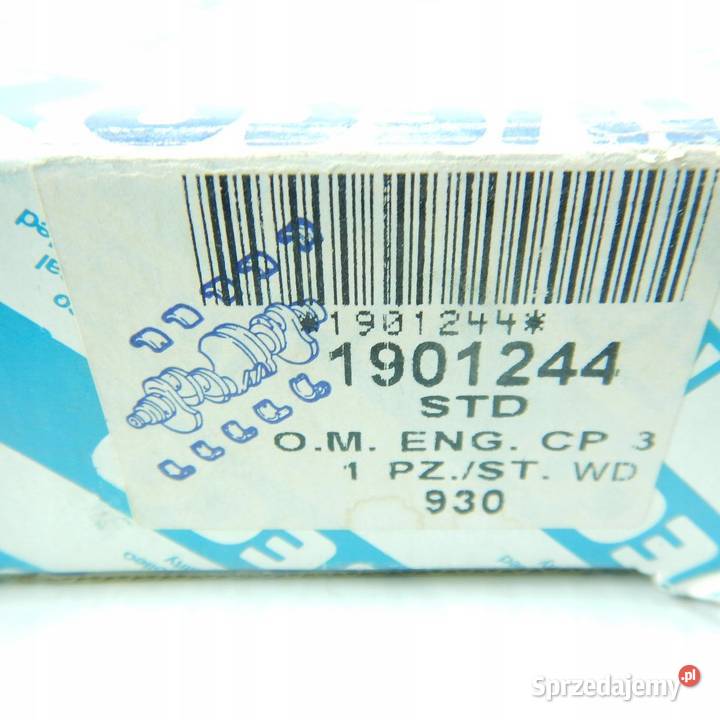 *1901244*
1901244
STD
O.M. ENG. CP 3
1 PZ./ST. WD
930
Sprzedajemy.pl